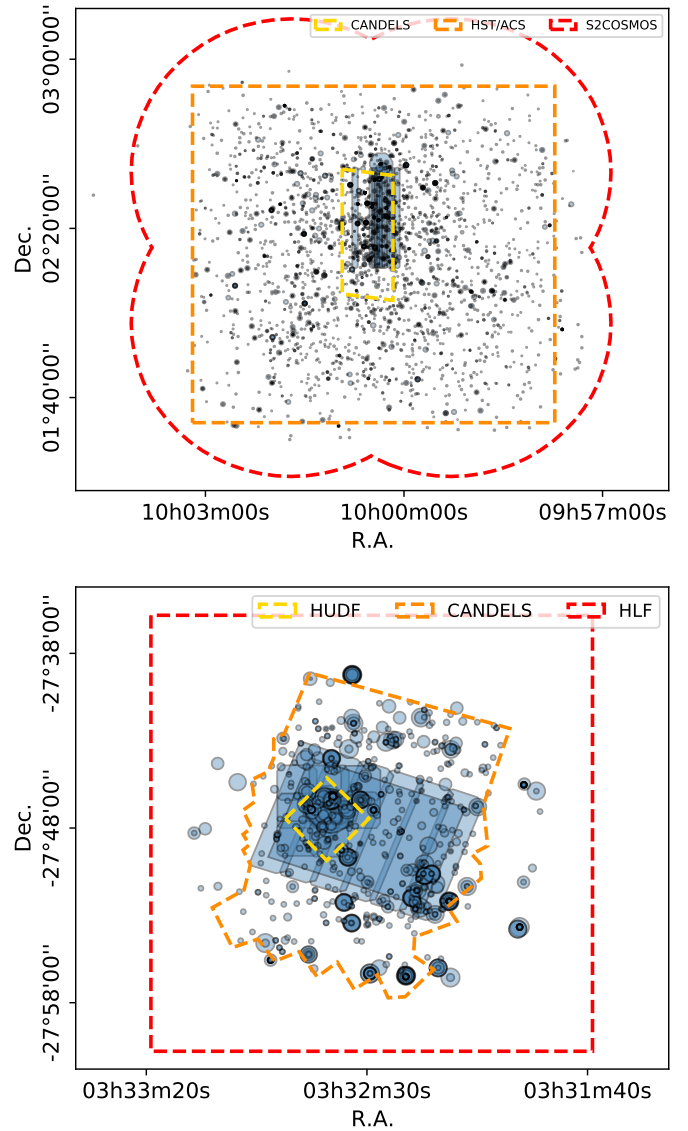 CANDELS HST/ACS S2COSMOS
03°00'00''
02°20'00''
01°40'00''
Dec.
10h03m00s 10h00m00s 09h57m00s
R.A.
HUDF CANDELS HLF
-27°38'00''
-27°48'00''
-27°58'00''
Dec.
03h33m20s 03h32m30s 03h31m40s
R.A.